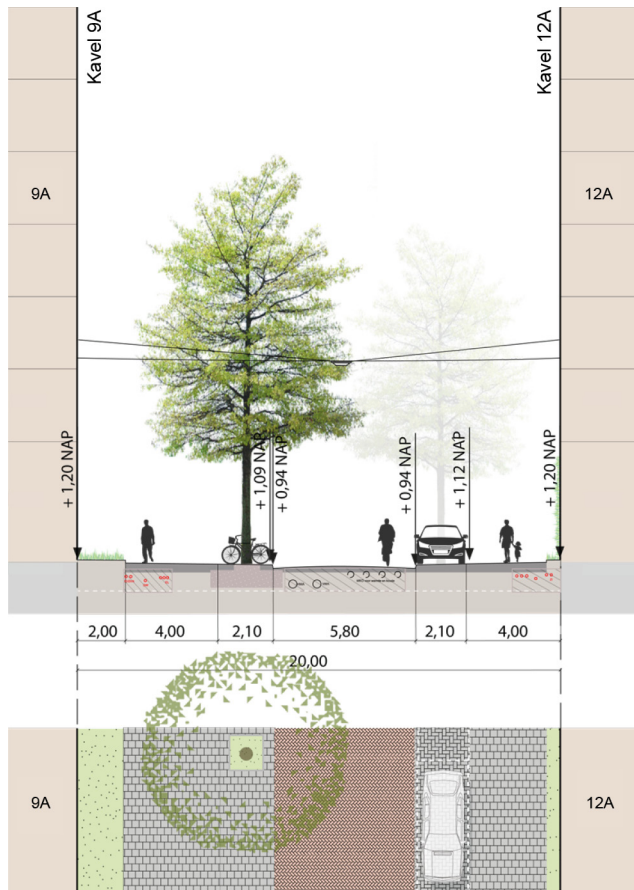 Kavel 9A
Kavel 12A
9A
12A
+ 1,20 NAP
+ 1,09 NAP
+ 0,94 NAP
+ 0,94 NAP
+ 1,12 NAP
+ 1,20 NAP
2,00
4,00
2,10
5,80
2,10
4,00
20,00
9A
12A